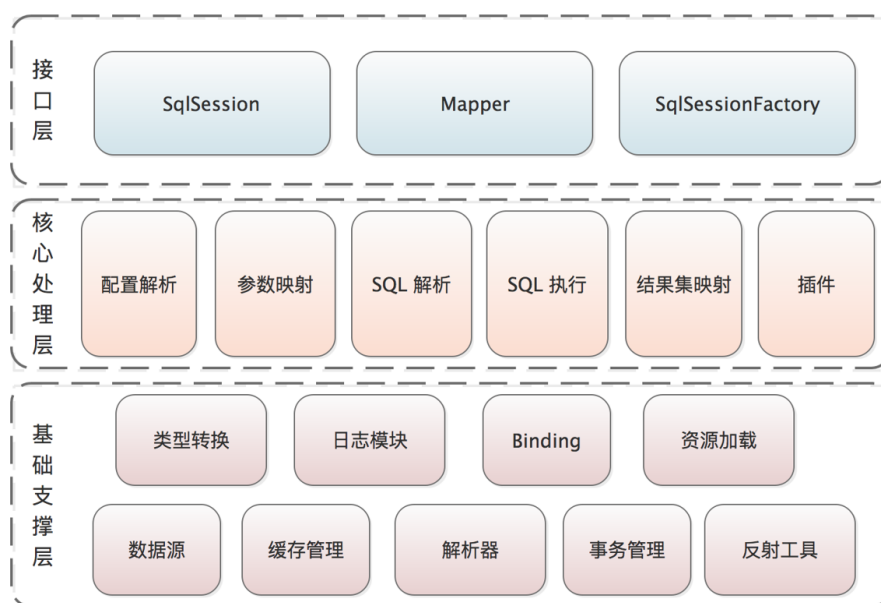 接口层
SqlSession
Mapper
SqlSessionFactory
核心处理层
配置解析
参数映射
SQL 解析
SQL 执行
结果集映射
插件
基础支撑层
类型转换
日志模块
Binding
资源加载
数据源
缓存管理
解析器
事务管理
反射工具